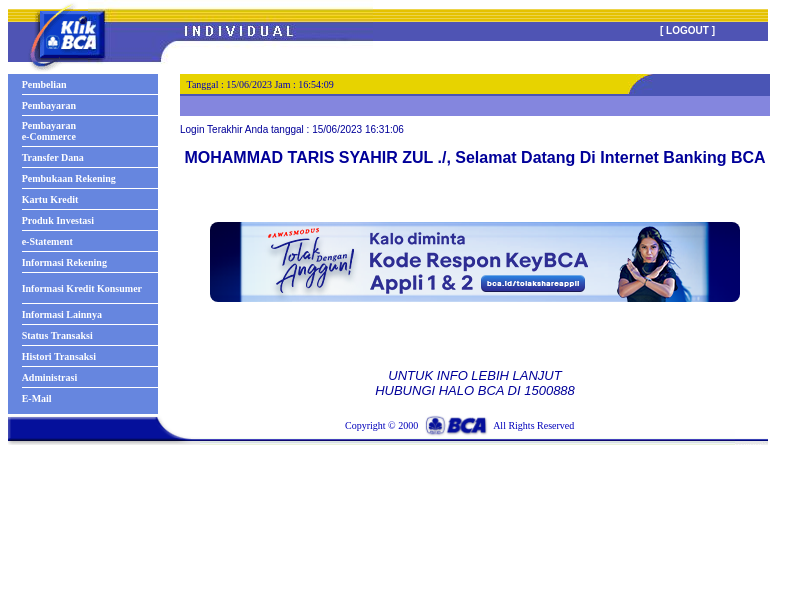 Klik
BCA
INDIVIDUAL
[ LOGOUT ]
Pembelian
Pembayaran
Pembayaran
e-Commerce
Transfer Dana
Pembukaan Rekening
Kartu Kredit
Produk Investasi
e-Statement
Informasi Rekening
Informasi Kredit Konsumer
Informasi Lainnya
Status Transaksi
Histori Transaksi
Administrasi
E-Mail
Tanggal : 15/06/2023 Jam : 16:54:09
Login Terakhir Anda tanggal : 15/06/2023 16:31:06
MOHAMMAD TARIS SYAHIR ZUL ./, Selamat Datang Di Internet Banking BCA
#AWASMODUS
Tolak Dengan
Anggun!
Kalo diminta
Kode Respon KeyBCA
Appli 1 & 2 bca.id/tolakshareappli
UNTUK INFO LEBIH LANJUT
HUBUNGI HALO BCA DI 1500888
Copyright © 2000 BCA All Rights Reserved